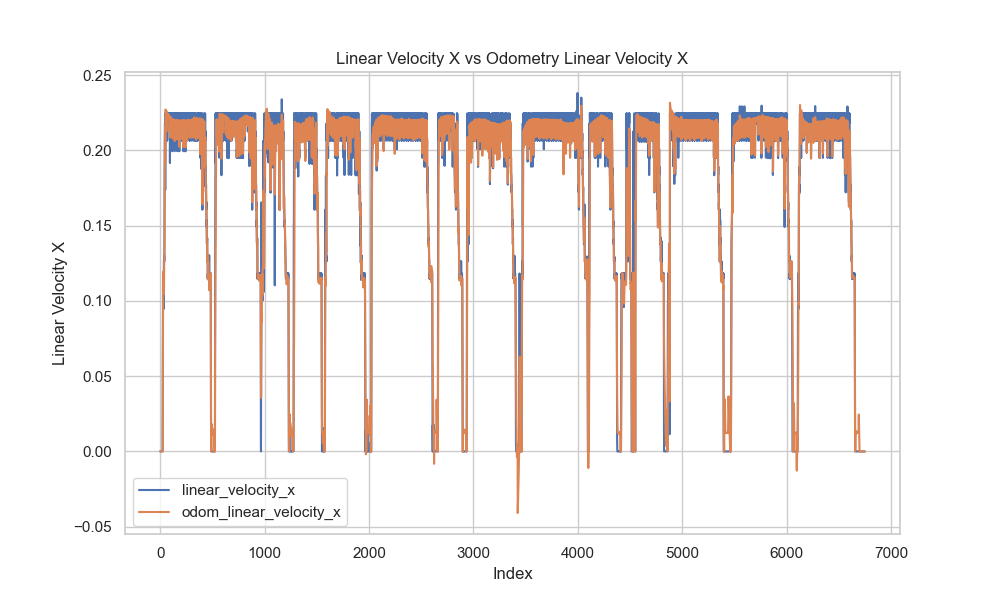 Linear Velocity X vs Odometry Linear Velocity X
0.25
0.20
0.15
0.10
0.05
0.00
−0.05
Linear Velocity X
linear_velocity_x
odom_linear_velocity_x
0 1000 2000 3000 4000 5000 6000 7000
Index